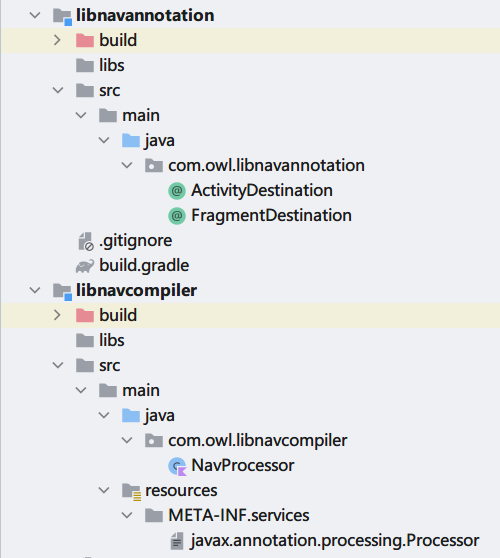 libnavannotation
build
libs
src
main
java
com.owl.libnavannotation
ActivityDestination
FragmentDestination
.gitignore
build.gradle
libnavcompiler
build
libs
src
main
java
com.owl.libnavcompiler
NavProcessor
resources
META-INF.services
javax.annotation.processing.Processor